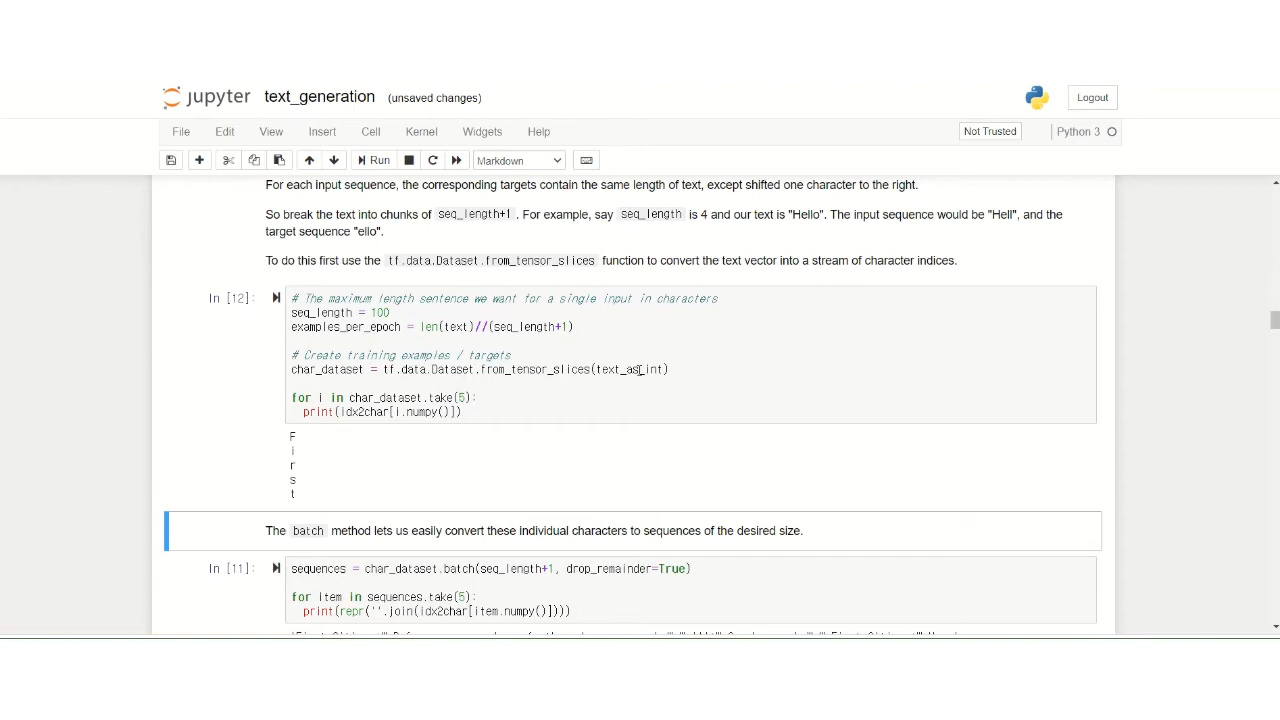 jupyter text_generation (unsaved changes) Logout
File Edit View Insert Cell Kernel Widgets Help Not Trusted Python 3
Run Markdown
For each input sequence, the corresponding targets contain the same length of text, except shifted one character to the right.
So break the text into chunks of seq_length+1. For example, say seq_length is 4 and our text is "Hello". The input sequence would be "Hell", and the
target sequence "ello".
To do this first use the tf.data.Dataset.from_tensor_slices function to convert the text vector into a stream of character indices.
In [12]: # The maximum length sentence we want for a single input in characters
seq_length = 100
examples_per_epoch = len(text)//(seq_length+1)
# Create training examples / targets
char_dataset = tf.data.Dataset.from_tensor_slices(text_as_int)
for i in char_dataset.take(5):
print(idx2char[i.numpy()])
F
i
r
s
t
The batch method lets us easily convert these individual characters to sequences of the desired size.
In [11]: sequences = char_dataset.batch(seq_length+1, drop_remainder=True)
for item in sequences.take(5):
print(repr(''.join(idx2char[item.numpy()])))